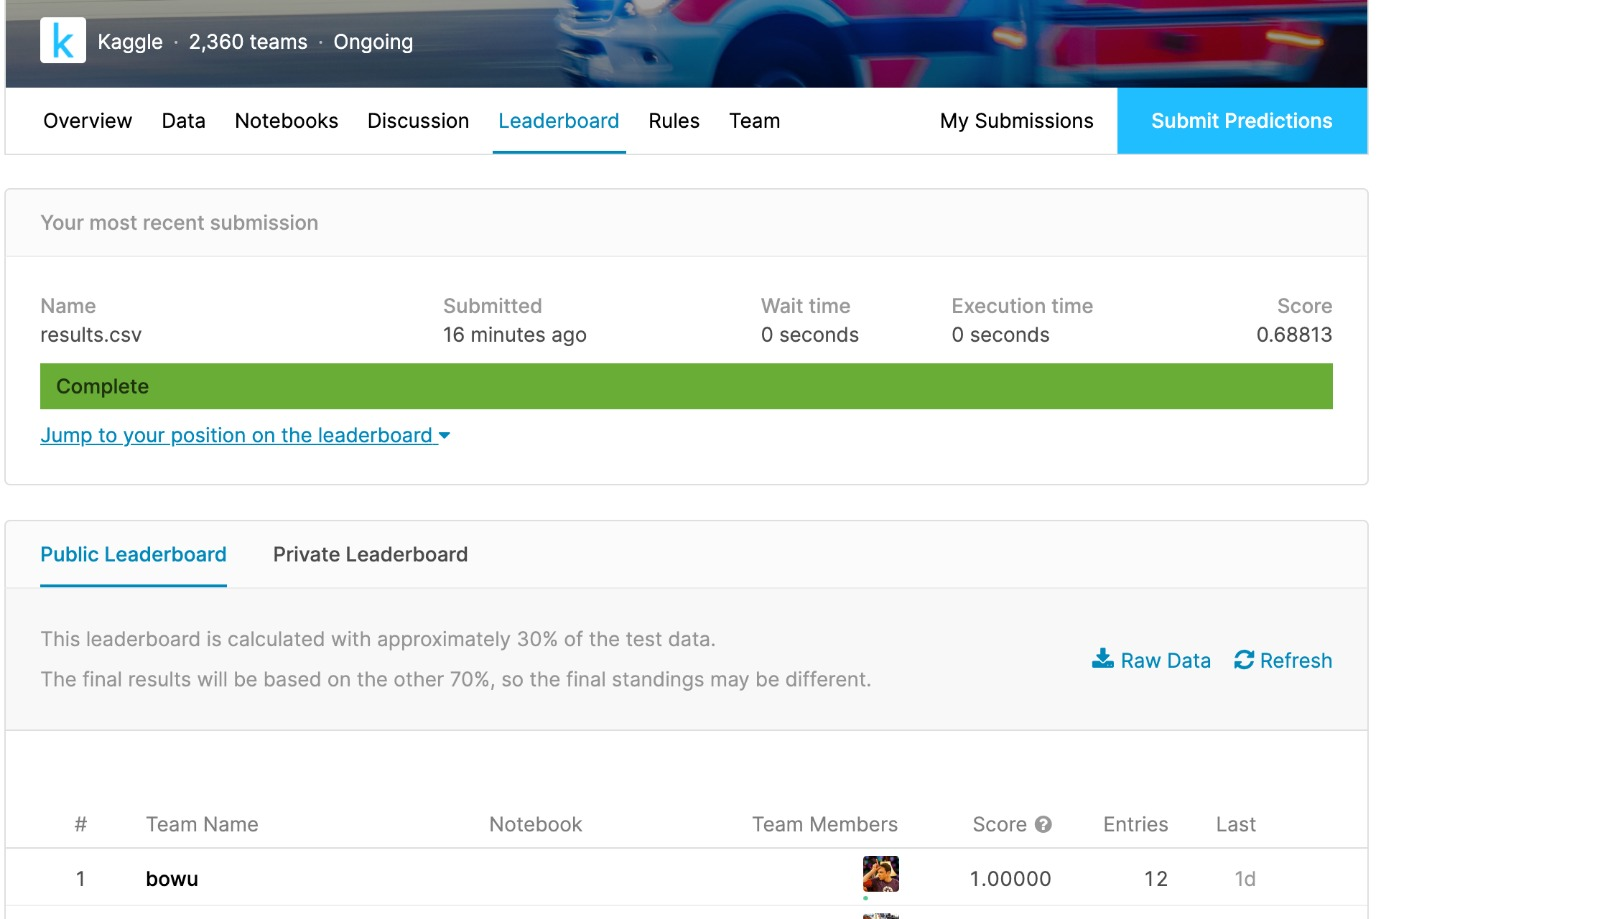 k Kaggle · 2,360 teams · Ongoing
Overview Data Notebooks Discussion Leaderboard Rules Team My Submissions Submit Predictions
Your most recent submission
Name Submitted Wait time Execution time Score
results.csv 16 minutes ago 0 seconds 0 seconds 0.68813
Complete
Jump to your position on the leaderboard
Public Leaderboard Private Leaderboard
This leaderboard is calculated with approximately 30% of the test data.
The final results will be based on the other 70%, so the final standings may be different.
Raw Data Refresh
# Team Name Notebook Team Members Score ? Entries Last
1 bowu 1.00000 12 1d